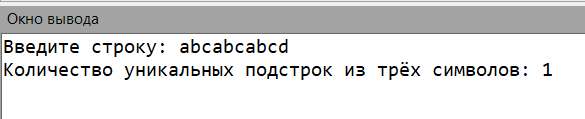 Окно вывода
Введите строку: abcabcabcd
Количество уникальных подстрок из трёх символов: 1